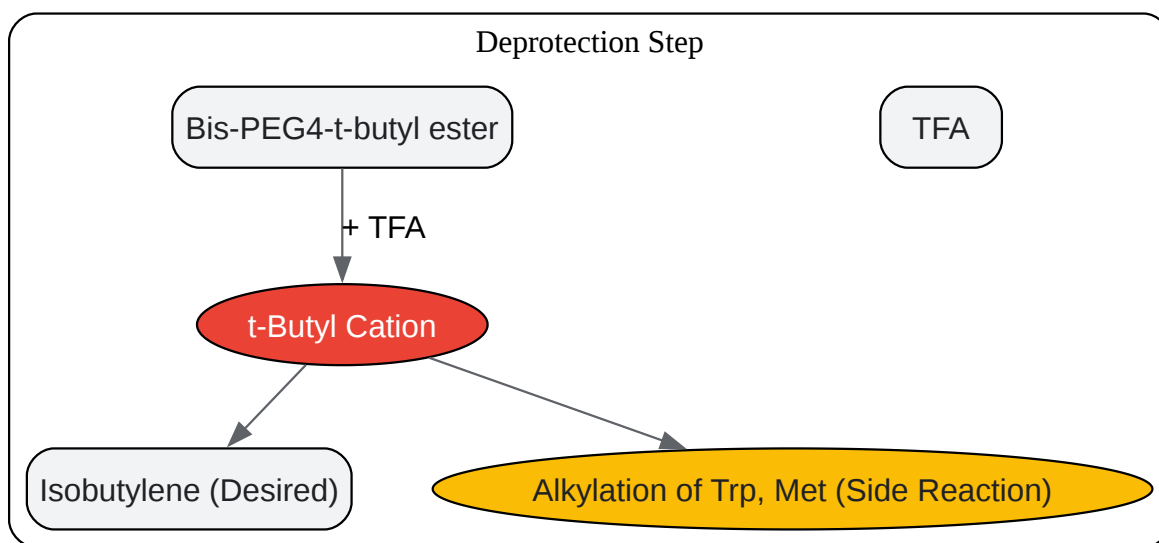 Deprotection Step
Bis-PEG4-t-butyl ester
TFA
+ TFA
t-Butyl Cation
Isobutylene (Desired)
Alkylation of Trp, Met (Side Reaction)